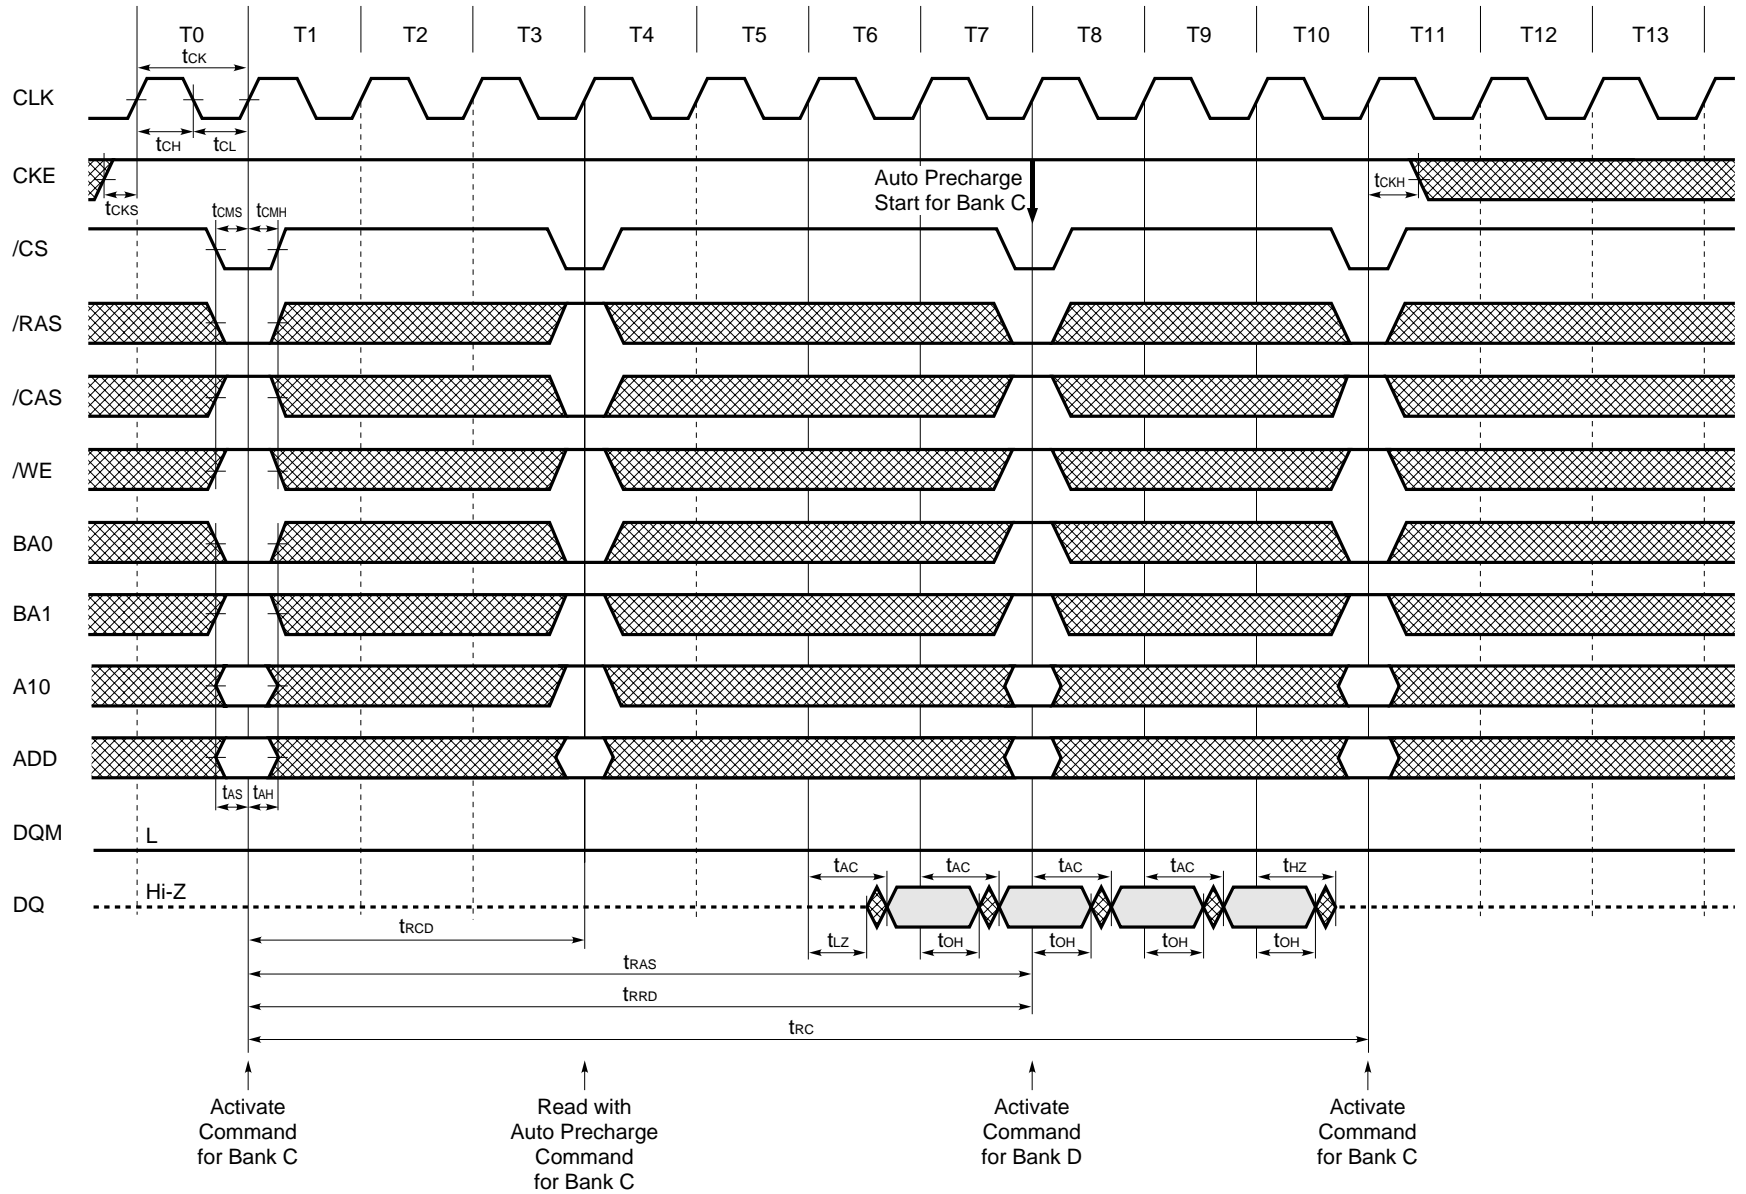 T0 T1 T2 T3 T4 T5 T6 T7 T8 T9 T10 T11 T12 T13
tCK
CLK
tCH tCL
CKE
Auto Precharge
Start for Bank C
tCKH
tCKS tCMS tCMH
/CS
/RAS
/CAS
/WE
BA0
BA1
A10
ADD
tAS tAH
DQM L
tAC tAC tAC tAC tHZ
DQ Hi-Z
tRCD
tLZ tOH tOH tOH tOH
tRAS
tRRD
tRC
Activate
Command
for Bank C
Read with
Auto Precharge
Command
for Bank C
Activate
Command
for Bank D
Activate
Command
for Bank C